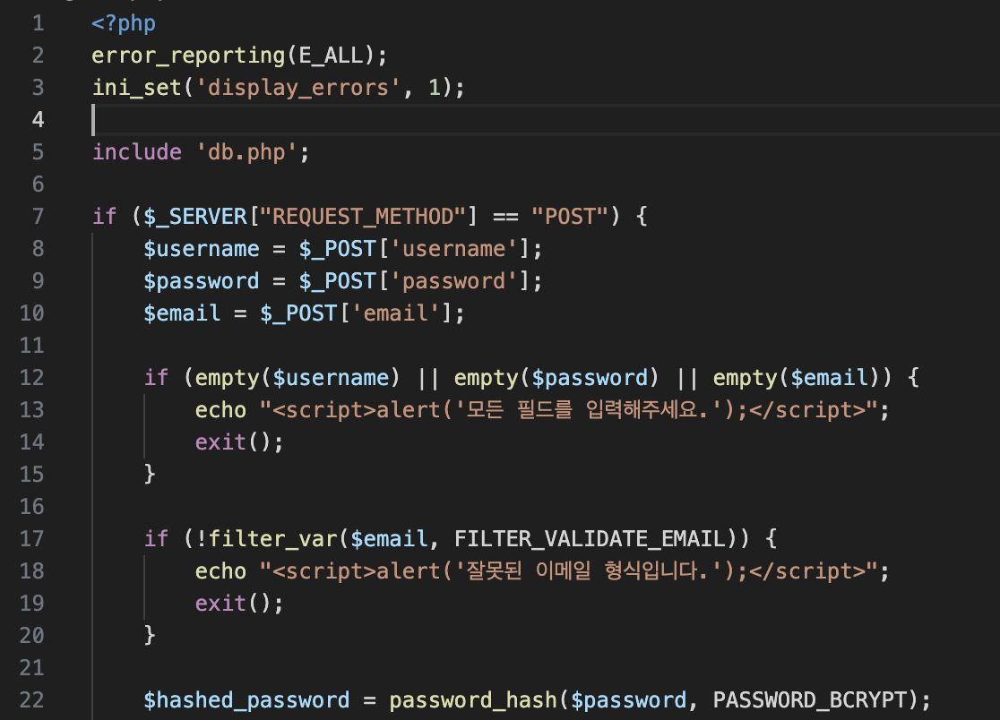 1 <?php
2 error_reporting(E_ALL);
3 ini_set('display_errors', 1);
4
5 include 'db.php';
6
7 if ($_SERVER["REQUEST_METHOD"] == "POST") {
8     $username = $_POST['username'];
9     $password = $_POST['password'];
10     $email = $_POST['email'];
11
12     if (empty($username) || empty($password) || empty($email)) {
13         echo "<script>alert('모든 필드를 입력해주세요.');</script>";
14         exit();
15     }
16
17     if (!filter_var($email, FILTER_VALIDATE_EMAIL)) {
18         echo "<script>alert('잘못된 이메일 형식입니다.');</script>";
19         exit();
20     }
21
22     $hashed_password = password_hash($password, PASSWORD_BCRYPT);